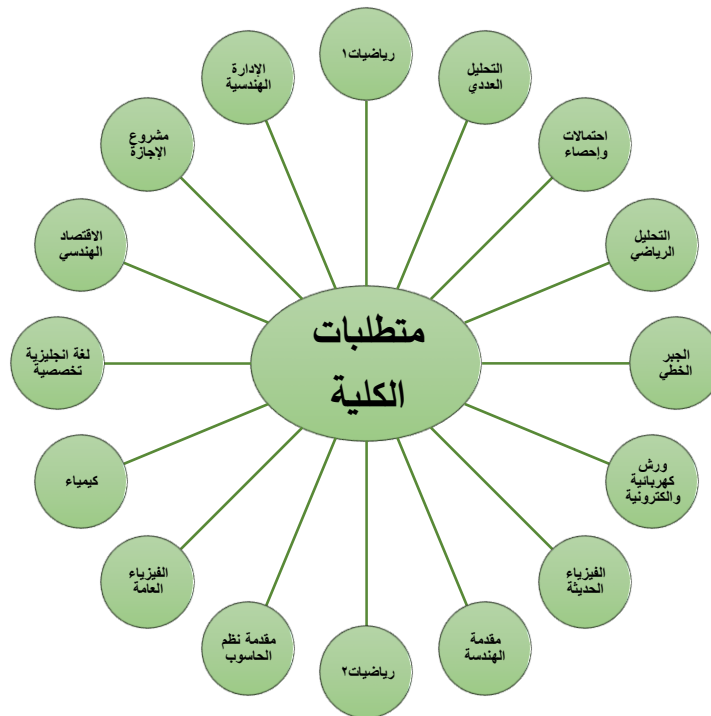 متطلبات
الكلية
رياضيات١
التحليل
العددي
احتمالات
وإحصاء
التحليل
الرياضي
الجبر
الخطي
ورش
كهربائية
والكترونية
الفيزياء
الحديثة
مقدمة
الهندسة
رياضيات٢
مقدمة نظم
الحاسوب
الفيزياء
العامة
كيمياء
لغة انجليزية
تخصصية
الاقتصاد
الهندسي
مشروع
الإجازة
الإدارة
الهندسية